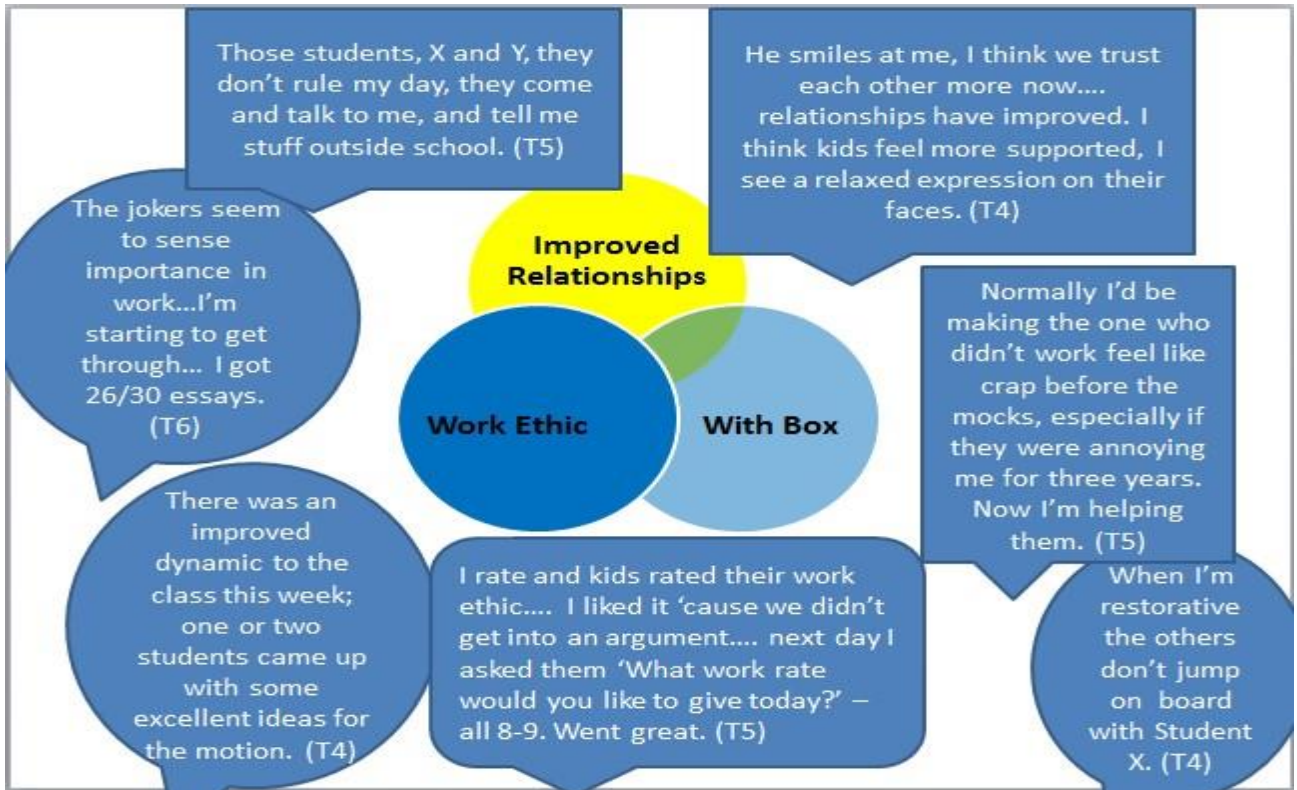 Those students, X and Y, they
don't rule my day, they come
and talk to me, and tell me
stuff outside school. (T5)
He smiles at me, I think we trust
each other more now....
relationships have improved. I
think kids feel more supported, I
see a relaxed expression on their
faces. (T4)
The jokers seem
to sense
importance in
work...I'm
starting to get
through... I got
26/30 essays.
(T6)
Improved
Relationships
Work Ethic
With Box
Normally I'd be
making the one who
didn't work feel like
crap before the
mocks, especially if
they were annoying
me for three years.
Now I'm helping
them. (T5)
There was an
improved
dynamic to the
class this week;
one or two
students came up
with some
excellent ideas for
the motion. (T4)
I rate and kids rated their work
ethic.... I liked it 'cause we didn't
get into an argument.... next day I
asked them 'What work rate
would you like to give today?' –
all 8-9. Went great. (T5)
When I'm
restorative
the others
don't jump
on board
with Student
X. (T4)